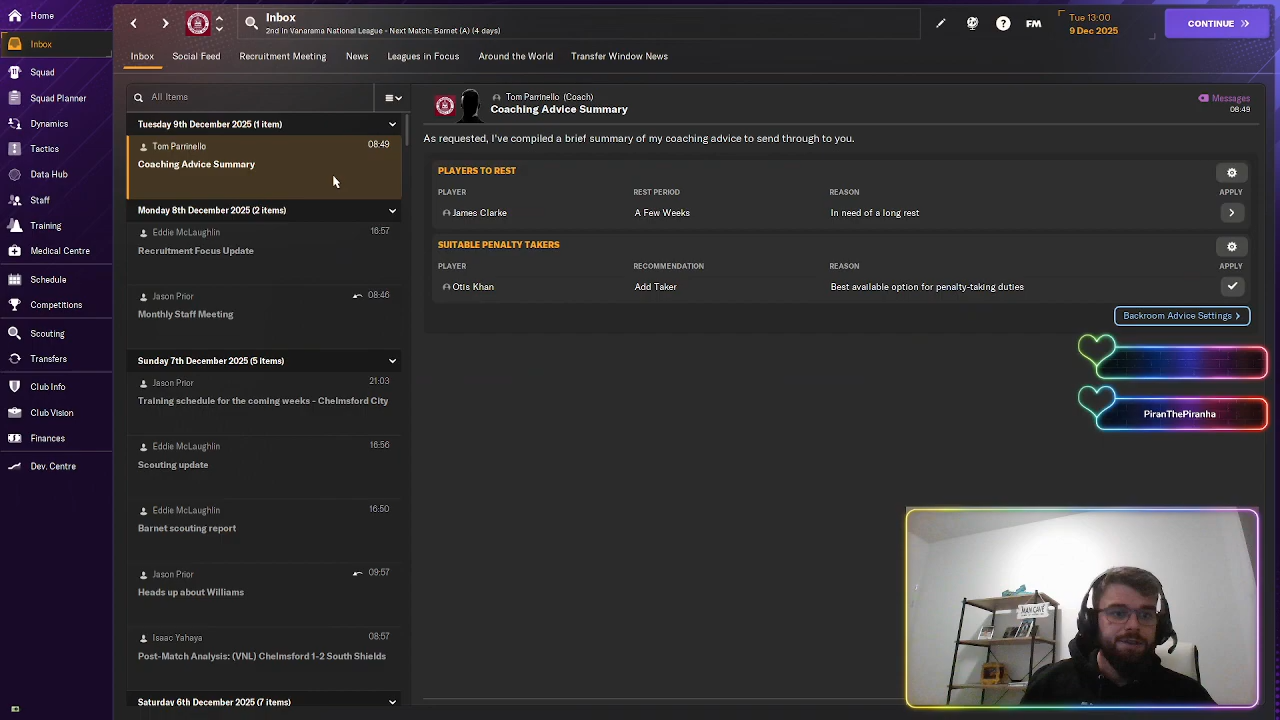 Home
Inbox
Squad
Squad Planner
Dynamics
Tactics
Data Hub
Staff
Training
Medical Centre
Schedule
Competitions
Scouting
Transfers
Club Info
Club Vision
Finances
Dev. Centre
Inbox
2nd in Vanarama National League - Next Match: Barnet (A) (4 days)
FM
Tue 13:00
9 Dec 2025
CONTINUE
Inbox Social Feed Recruitment Meeting News Leagues in Focus Around the World Transfer Window News
All Items
Tuesday 9th December 2025 (1 item)
Tom Parrinello 08:49
Coaching Advice Summary
Monday 8th December 2025 (2 items)
Eddie McLaughlin 16:57
Recruitment Focus Update
Jason Prior 08:46
Monthly Staff Meeting
Sunday 7th December 2025 (5 items)
Jason Prior 21:03
Training schedule for the coming weeks - Chelmsford City
Eddie McLaughlin 16:56
Scouting update
Eddie McLaughlin 16:50
Barnet scouting report
Jason Prior 09:57
Heads up about Williams
Isaac Yahaya 08:57
Post-Match Analysis: (VNL) Chelmsford 1-2 South Shields
Saturday 6th December 2025 (7 items)
Tom Parrinello (Coach)
Coaching Advice Summary
Messages
08:49
As requested, I've compiled a brief summary of my coaching advice to send through to you.
PLAYERS TO REST
PLAYER REST PERIOD REASON APPLY
James Clarke A Few Weeks In need of a long rest
SUITABLE PENALTY TAKERS
PLAYER RECOMMENDATION REASON APPLY
Otis Khan Add Taker Best available option for penalty-taking duties
Backroom Advice Settings
PiranThePiranha
MAN CAVE